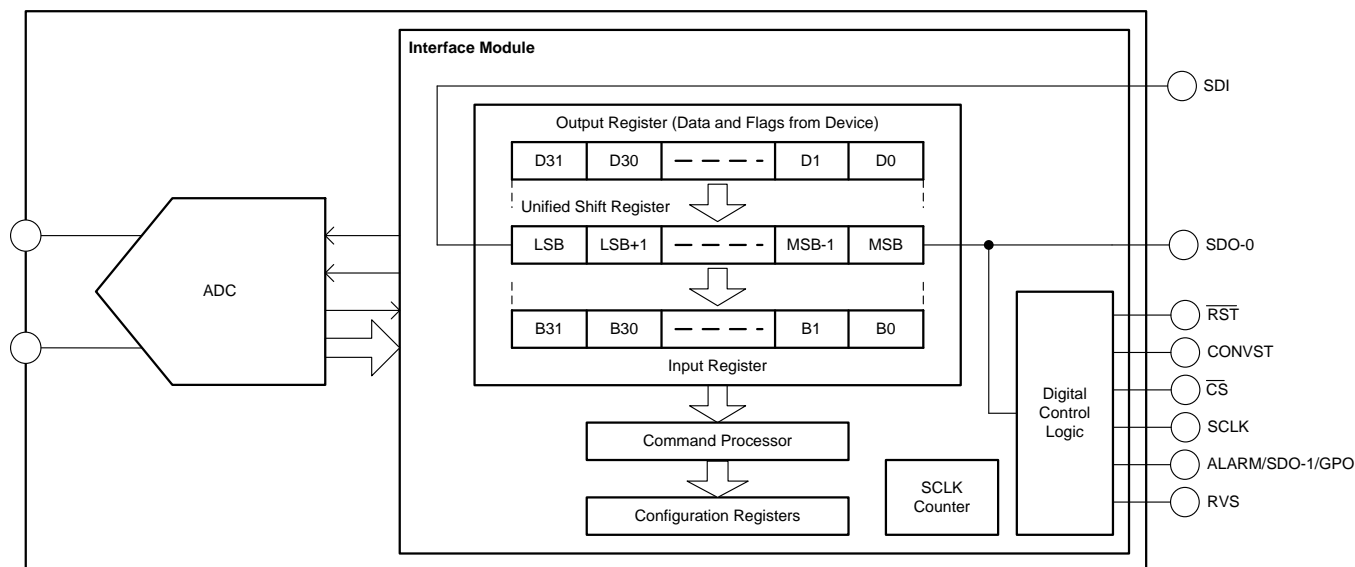 Interface Module
SDI
Output Register (Data and Flags from Device)
D31 D30 D1 D0
Unified Shift Register
LSB LSB+1 MSB-1 MSB
SDO-0
ADC
B31 B30 B1 B0
Input Register
RST
CONVST
CS
SCLK
ALARM/SDO-1/GPO
RVS
Digital
Control
Logic
Command Processor
SCLK
Counter
Configuration Registers